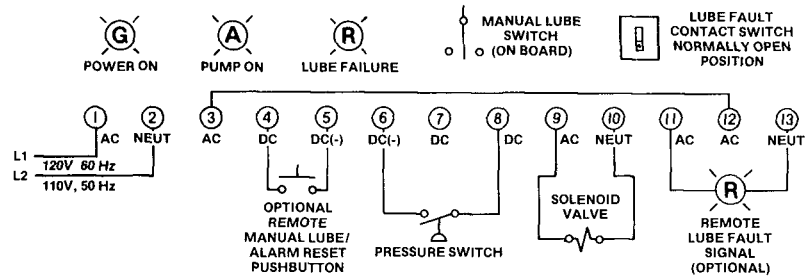 G
POWER ON
A
PUMP ON
R
LUBE FAILURE
MANUAL LUBE
SWITCH
(ON BOARD)
LUBE FAULT
CONTACT SWITCH
NORMALLY OPEN
POSITION
1 2 3 4 5 6 7 8 9 10 11 12 13
AC NEUT AC DC DC(-) DC(-) DC DC AC NEUT AC AC NEUT
L1
120V 60 Hz
L2
110V, 50 Hz
OPTIONAL
REMOTE
MANUAL LUBE/
ALARM RESET
PUSHBUTTON
PRESSURE SWITCH
SOLENOID
VALVE
R
REMOTE
LUBE FAULT
SIGNAL
(OPTIONAL)